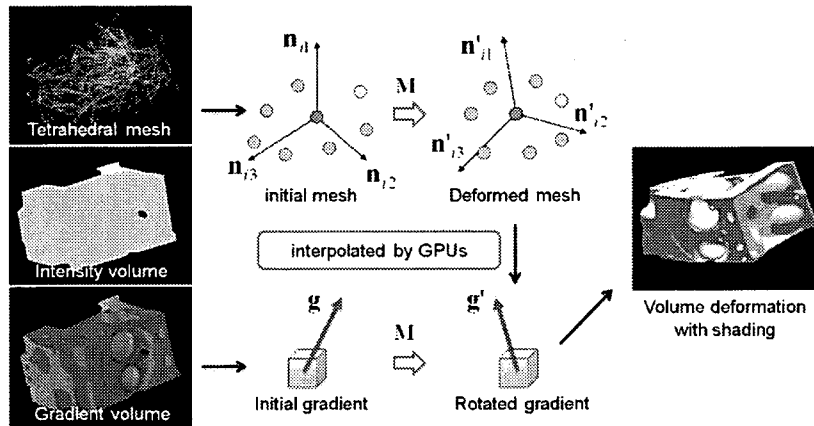 Tetrahedral mesh
n_i1
n_i3
n_i2
initial mesh
M
n'_i1
n'_i2
n'_i3
Deformed mesh
Intensity volume
interpolated by GPUs
Gradient volume
g
Initial gradient
M
g'
Rotated gradient
Volume deformation
with shading